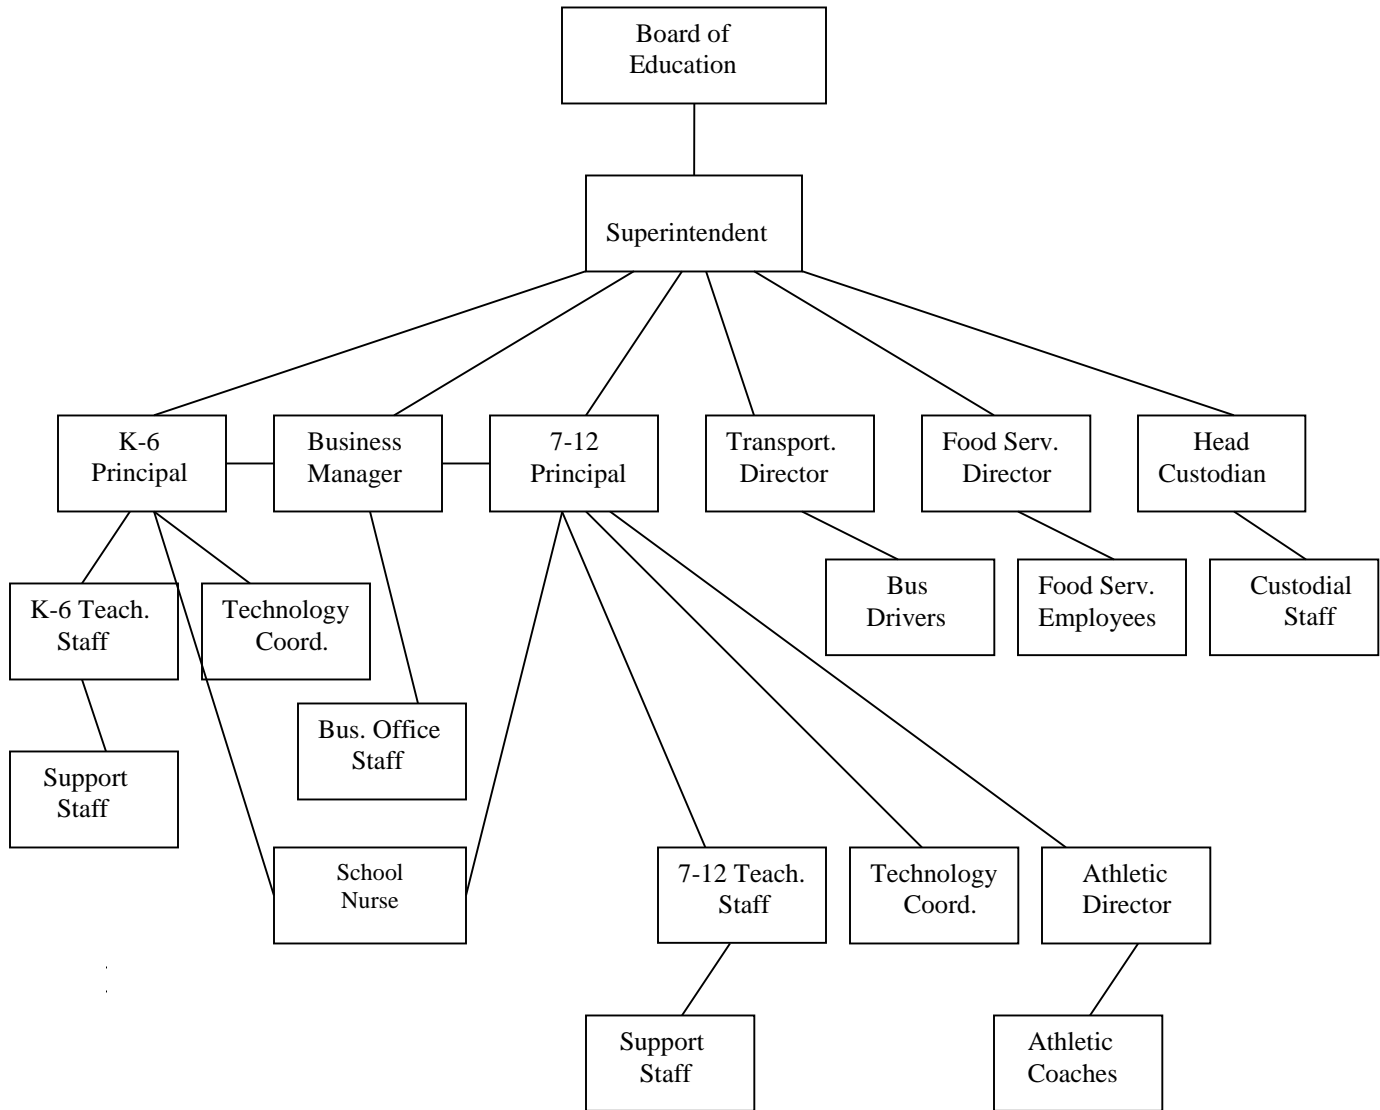 Board of
Education
Superintendent
K-6
Principal
Business
Manager
7-12
Principal
Transport.
Director
Food Serv.
Director
Head
Custodian
K-6 Teach.
Staff
Technology
Coord.
Bus
Drivers
Food Serv.
Employees
Custodial
Staff
Bus. Office
Staff
Support
Staff
School
Nurse
7-12 Teach.
Staff
Technology
Coord.
Athletic
Director
Support
Staff
Athletic
Coaches